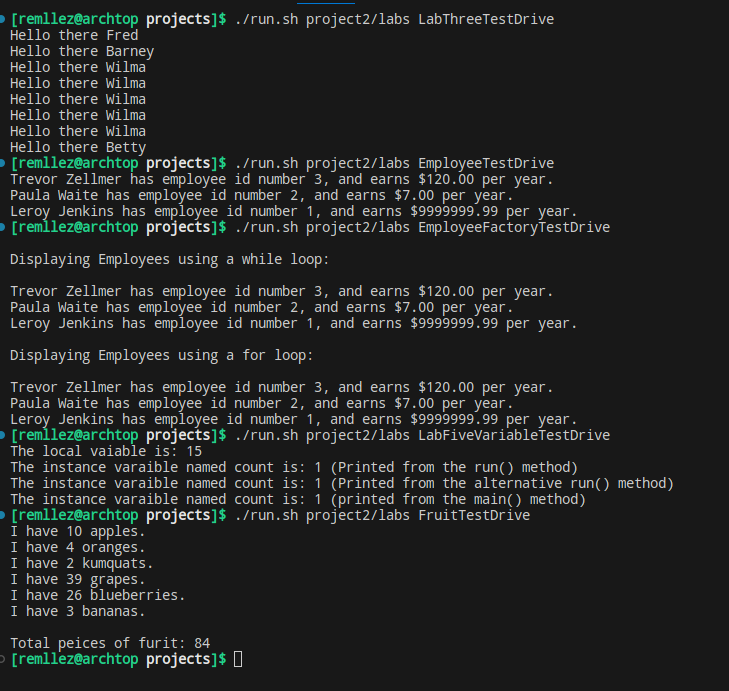 [remllez@archtop projects]$ ./run.sh project2/labs LabThreeTestDrive
Hello there Fred
Hello there Barney
Hello there Wilma
Hello there Wilma
Hello there Wilma
Hello there Wilma
Hello there Wilma
Hello there Betty
[remllez@archtop projects]$ ./run.sh project2/labs EmployeeTestDrive
Trevor Zellmer has employee id number 3, and earns $120.00 per year.
Paula Waite has employee id number 2, and earns $7.00 per year.
Leroy Jenkins has employee id number 1, and earns $9999999.99 per year.
[remllez@archtop projects]$ ./run.sh project2/labs EmployeeFactoryTestDrive

Displaying Employees using a while loop:

Trevor Zellmer has employee id number 3, and earns $120.00 per year.
Paula Waite has employee id number 2, and earns $7.00 per year.
Leroy Jenkins has employee id number 1, and earns $9999999.99 per year.

Displaying Employees using a for loop:

Trevor Zellmer has employee id number 3, and earns $120.00 per year.
Paula Waite has employee id number 2, and earns $7.00 per year.
Leroy Jenkins has employee id number 1, and earns $9999999.99 per year.
[remllez@archtop projects]$ ./run.sh project2/labs LabFiveVariableTestDrive
The local vaiable is: 15
The instance varaible named count is: 1 (Printed from the run() method)
The instance varaible named count is: 1 (Printed from the alternative run() method)
The instance varaible named count is: 1 (printed from the main() method)
[remllez@archtop projects]$ ./run.sh project2/labs FruitTestDrive
I have 10 apples.
I have 4 oranges.
I have 2 kumquats.
I have 39 grapes.
I have 26 blueberries.
I have 3 bananas.

Total peices of furit: 84
[remllez@archtop projects]$